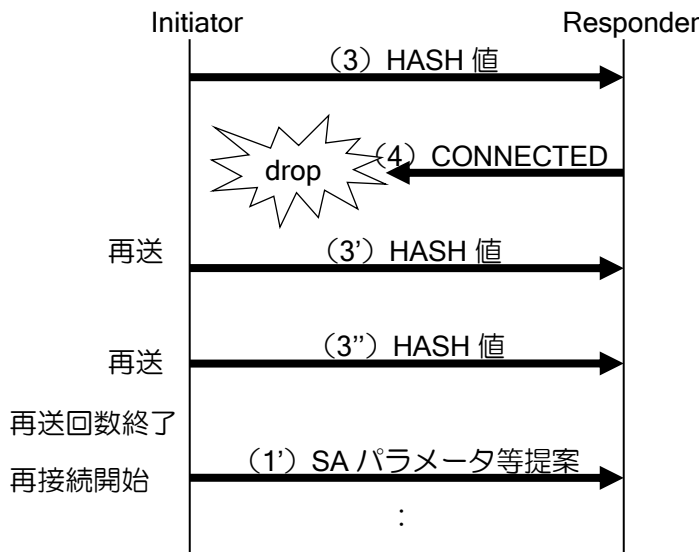 Initiator Responder
（3）HASH 値
（4）CONNECTED
drop
再送 （3'）HASH 値
再送 （3''）HASH 値
再送回数終了
再接続開始 （1'）SA パラメータ等提案
：